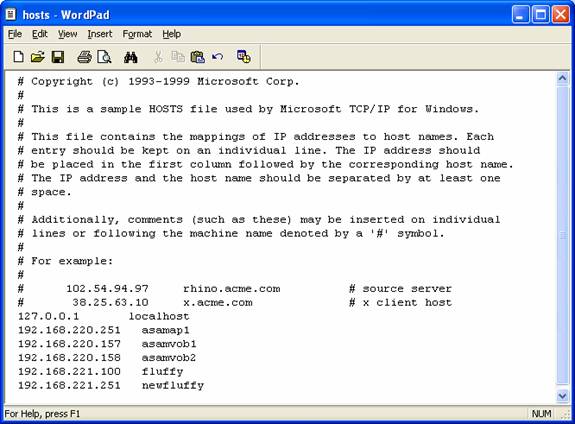 hosts - WordPad
File Edit View Insert Format Help
# Copyright (c) 1993-1999 Microsoft Corp.
#
# This is a sample HOSTS file used by Microsoft TCP/IP for Windows.
#
# This file contains the mappings of IP addresses to host names. Each
# entry should be kept on an individual line. The IP address should
# be placed in the first column followed by the corresponding host name.
# The IP address and the host name should be separated by at least one
# space.
#
# Additionally, comments (such as these) may be inserted on individual
# lines or following the machine name denoted by a '#' symbol.
#
# For example:
#
#      102.54.94.97     rhino.acme.com          # source server
#       38.25.63.10     x.acme.com              # x client host
127.0.0.1       localhost
192.168.220.251   asamap1
192.168.220.157   asamvob1
192.168.220.158   asamvob2
192.168.221.100   fluffy
192.168.221.251   newfluffy
For Help, press F1
NUM